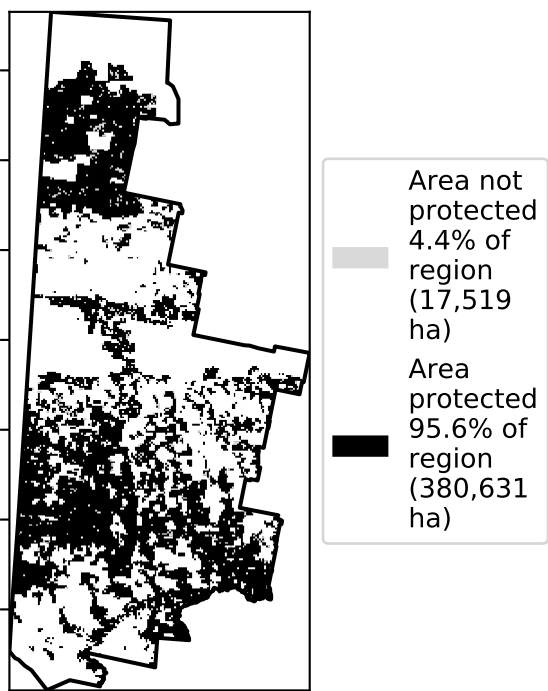 Area not
protected
4.4% of
region
(17,519
ha)
Area
protected
95.6% of
region
(380,631
ha)